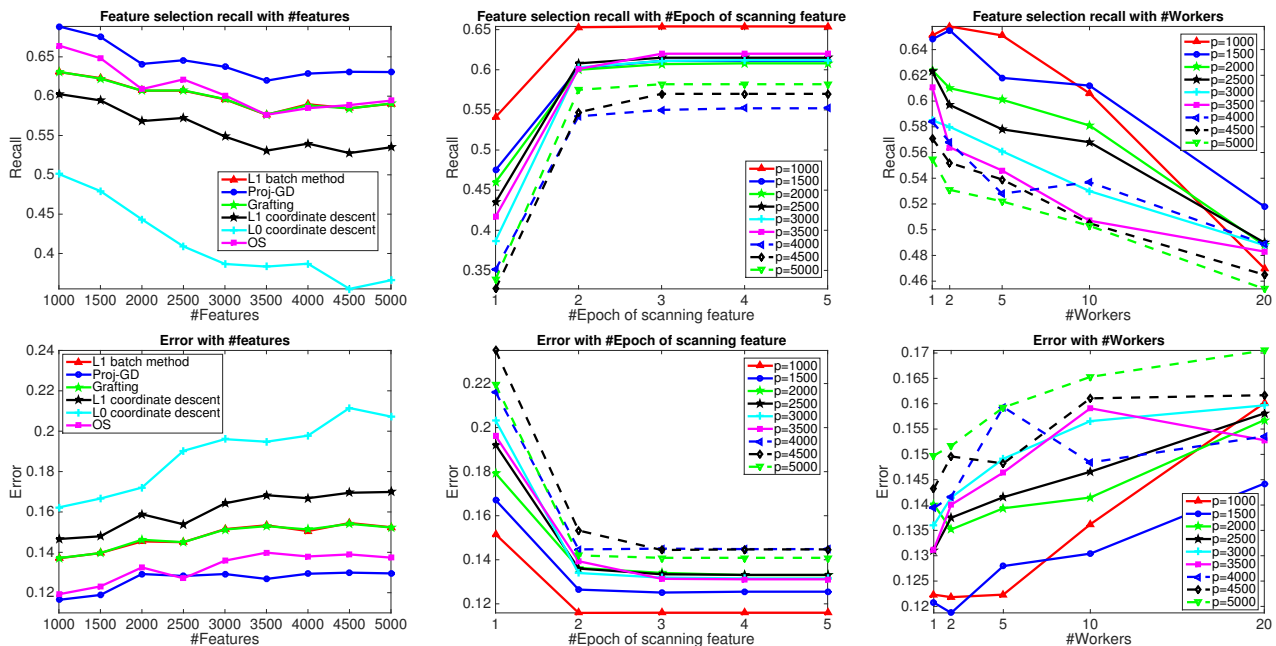 Feature selection recall with #features
Recall
0.65
0.6
0.55
0.5
0.45
0.4
L1 batch method
Proj-GD
Grafting
L1 coordinate descent
L0 coordinate descent
OS
1000 1500 2000 2500 3000 3500 4000 4500 5000
#Features
Feature selection recall with #Epoch of scanning feature
Recall
0.65
0.6
0.55
0.5
0.45
0.4
0.35
p=1000
p=1500
p=2000
p=2500
p=3000
p=3500
p=4000
p=4500
p=5000
1 2 3 4 5
#Epoch of scanning feature
Feature selection recall with #Workers
Recall
0.64
0.62
0.6
0.58
0.56
0.54
0.52
0.5
0.48
0.46
p=1000
p=1500
p=2000
p=2500
p=3000
p=3500
p=4000
p=4500
p=5000
1 2 5 10 20
#Workers
Error with #features
Error
0.24
0.22
0.2
0.18
0.16
0.14
0.12
L1 batch method
Proj-GD
Grafting
L1 coordinate descent
L0 coordinate descent
OS
1000 1500 2000 2500 3000 3500 4000 4500 5000
#Features
Error with #Epoch of scanning feature
Error
0.22
0.2
0.18
0.16
0.14
0.12
p=1000
p=1500
p=2000
p=2500
p=3000
p=3500
p=4000
p=4500
p=5000
1 2 3 4 5
#Epoch of scanning feature
Error with #Workers
Error
0.17
0.165
0.16
0.155
0.15
0.145
0.14
0.135
0.13
0.125
0.12
p=1000
p=1500
p=2000
p=2500
p=3000
p=3500
p=4000
p=4500
p=5000
1 2 5 10 20
#Workers